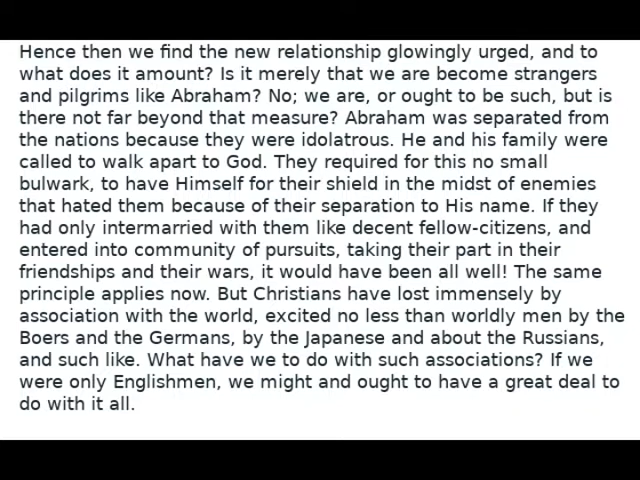 Hence then we find the new relationship glowingly urged, and to
what does it amount? Is it merely that we are become strangers
and pilgrims like Abraham? No; we are, or ought to be such, but is
there not far beyond that measure? Abraham was separated from
the nations because they were idolatrous. He and his family were
called to walk apart to God. They required for this no small
bulwark, to have Himself for their shield in the midst of enemies
that hated them because of their separation to His name. If they
had only intermarried with them like decent fellow-citizens, and
entered into community of pursuits, taking their part in their
friendships and their wars, it would have been all well! The same
principle applies now. But Christians have lost immensely by
association with the world, excited no less than worldly men by the
Boers and the Germans, by the Japanese and about the Russians,
and such like. What have we to do with such associations? If we
were only Englishmen, we might and ought to have a great deal to
do with it all.